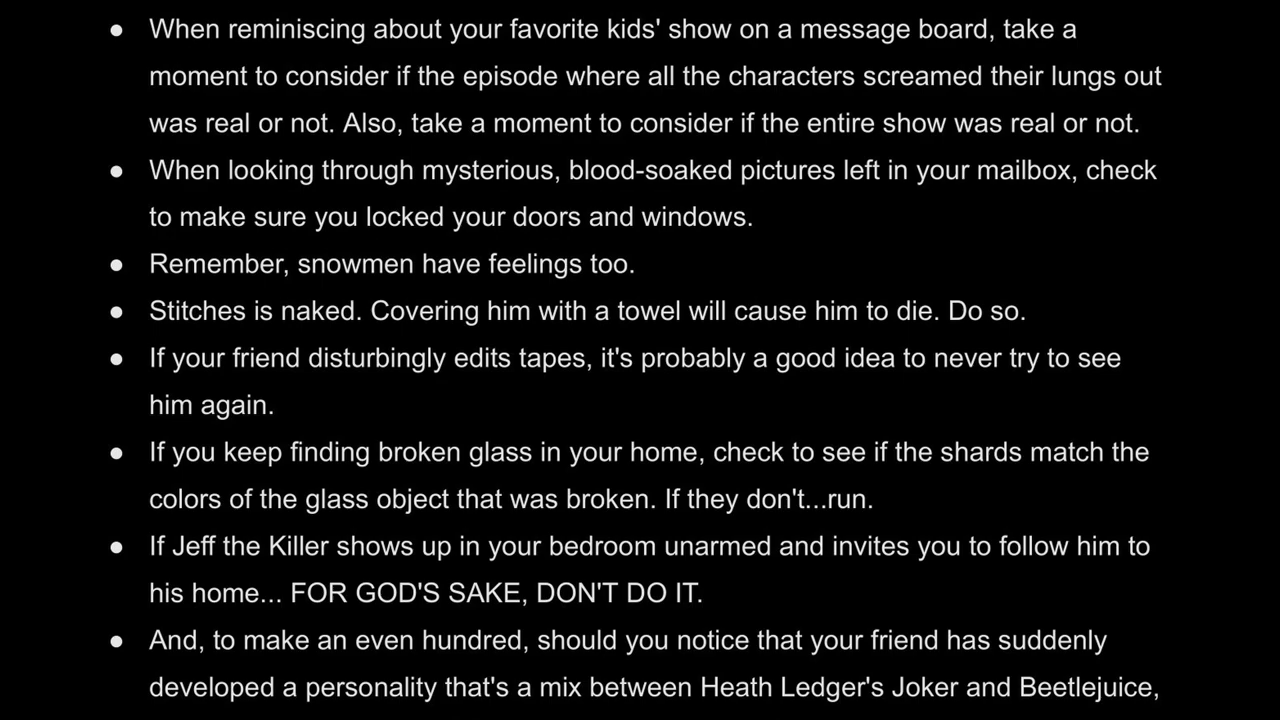 ● When reminiscing about your favorite kids' show on a message board, take a
moment to consider if the episode where all the characters screamed their lungs out
was real or not. Also, take a moment to consider if the entire show was real or not.
● When looking through mysterious, blood-soaked pictures left in your mailbox, check
to make sure you locked your doors and windows.
● Remember, snowmen have feelings too.
● Stitches is naked. Covering him with a towel will cause him to die. Do so.
● If your friend disturbingly edits tapes, it's probably a good idea to never try to see
him again.
● If you keep finding broken glass in your home, check to see if the shards match the
colors of the glass object that was broken. If they don't...run.
● If Jeff the Killer shows up in your bedroom unarmed and invites you to follow him to
his home... FOR GOD'S SAKE, DON'T DO IT.
● And, to make an even hundred, should you notice that your friend has suddenly
developed a personality that's a mix between Heath Ledger's Joker and Beetlejuice,